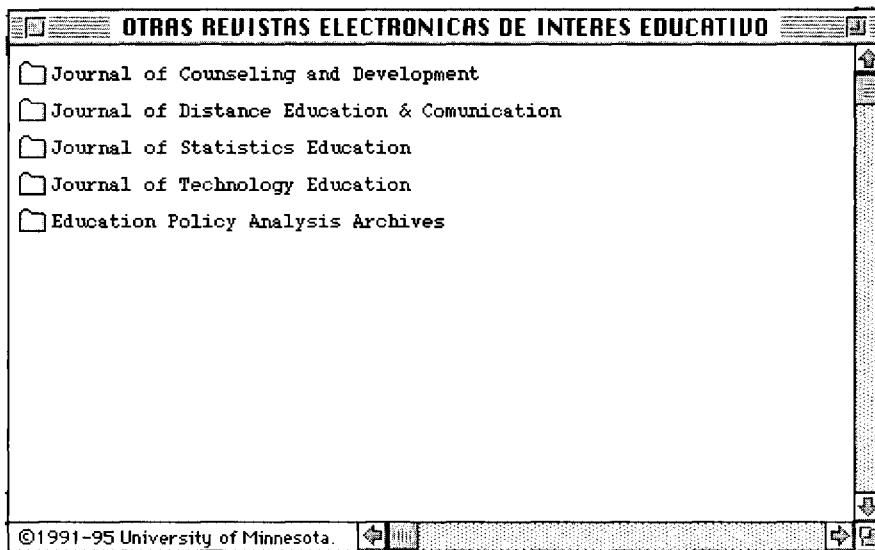 OTRAS REVISTAS ELECTRONICAS DE INTERES EDUCATIVO
Journal of Counseling and Development
Journal of Distance Education & Comunication
Journal of Statistics Education
Journal of Technology Education
Education Policy Analysis Archives
©1991-95 University of Minnesota.